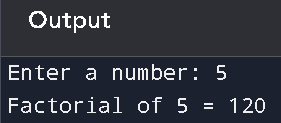 Output
Enter a number: 5
Factorial of 5 = 120